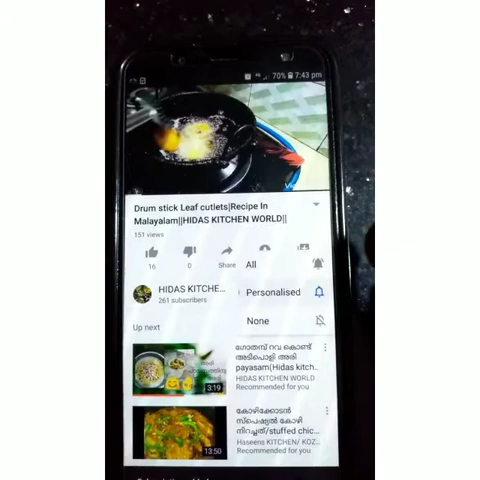 70% 7:43 pm
Drum stick Leaf cutlets|Recipe In
Malayalam||HIDAS KITCHEN WORLD||
151 views
16
0
Share
All
HIDAS KITCHE...
261 subscribers
Personalised
None
Up next
ഗോതമ്പ് റവ കൊണ്ട്
അടിപൊളി അരി
payasam(Hidas kitch..
HIDAS KITCHEN WORLD
Recommended for you
3:19
കോഴിക്കോടൻ
സ്പെഷ്യൽ കോഴി
നിറച്ചത്/stuffed chic...
Haseens KITCHEN/ KOZ...
Recommended for you
13:50